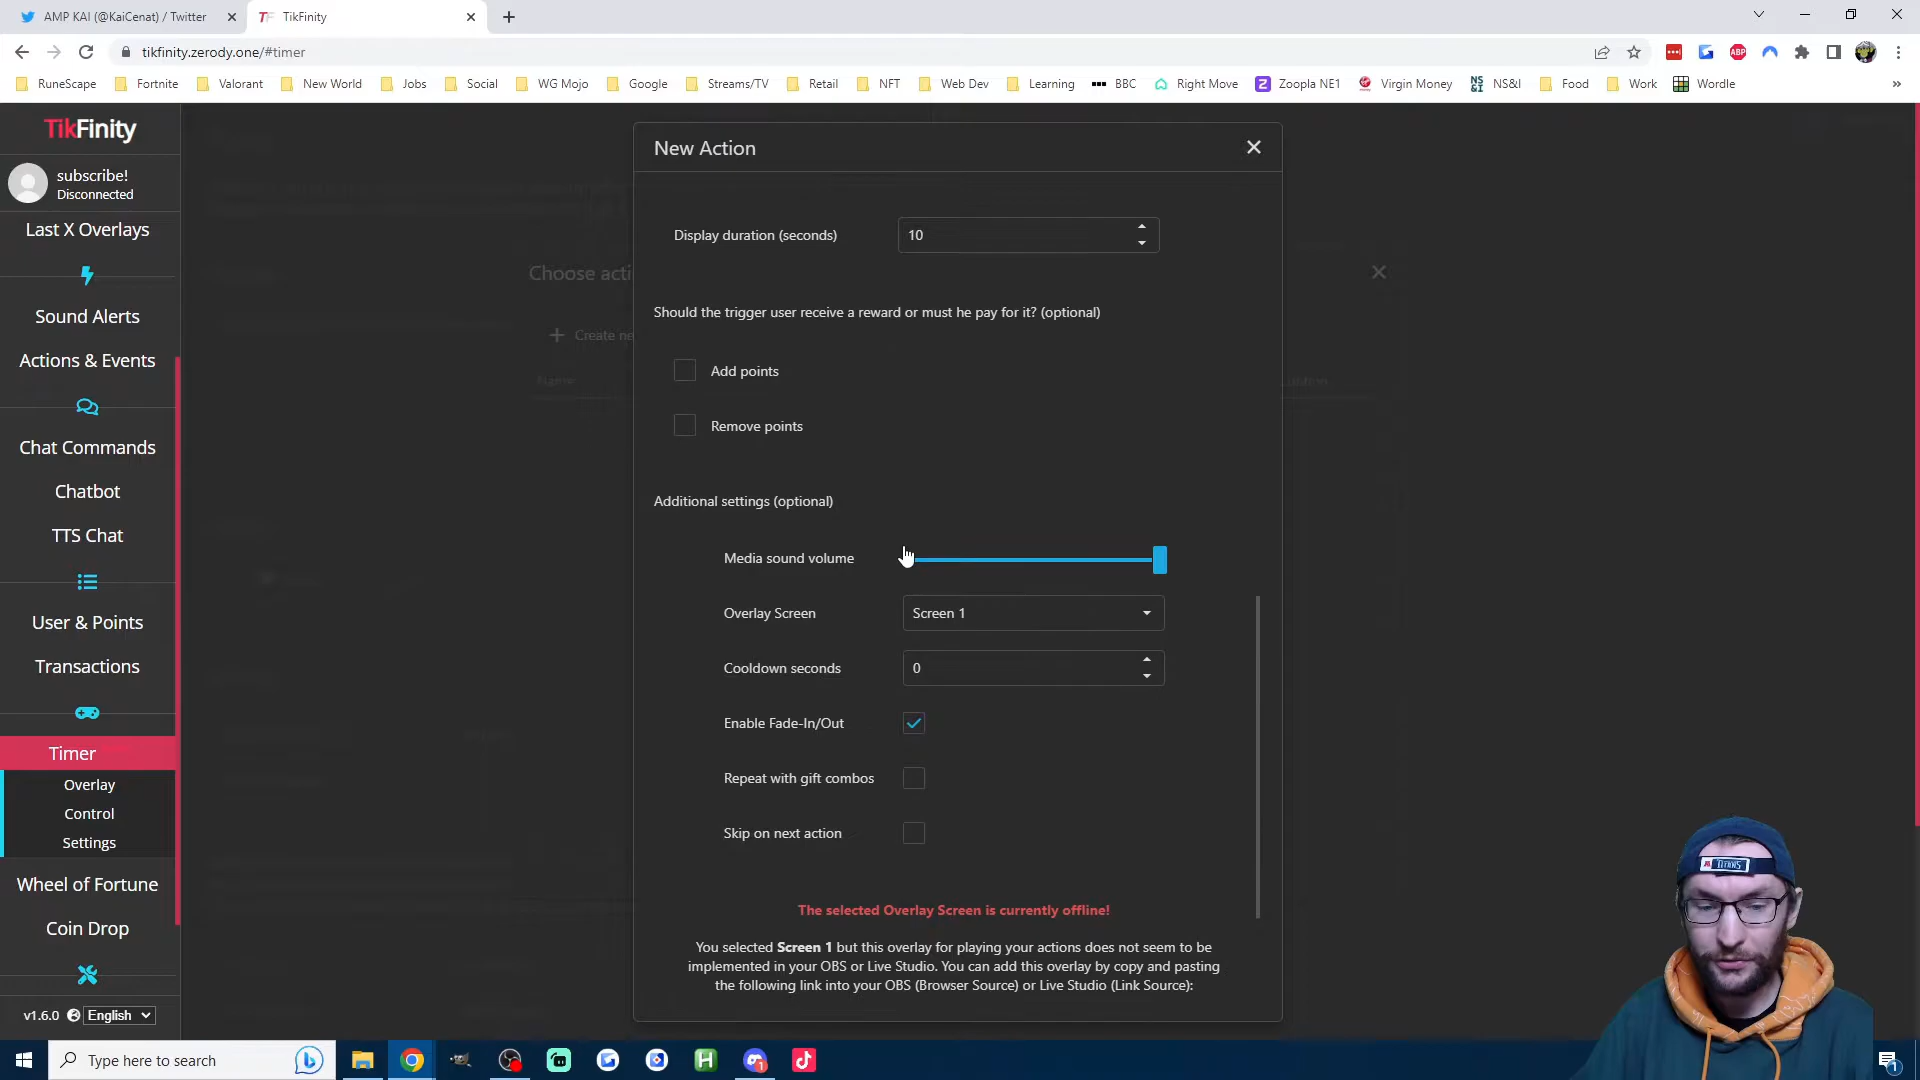 AMP KAI (@KaiCenat) / Twitter
TikFinity
tikfinity.zerody.one/#timer
RuneScape
Fortnite
Valorant
New World
Jobs
Social
WG Mojo
Google
Streams/TV
Retail
NFT
Web Dev
Learning
BBC
Right Move
Zoopla NE1
Virgin Money
NS&I
Food
Work
Wordle
TikFinity
subscribe!
Disconnected
Last X Overlays
Sound Alerts
Actions & Events
Chat Commands
Chatbot
TTS Chat
User & Points
Transactions
Timer
Overlay
Control
Settings
Wheel of Fortune
Coin Drop
v1.6.0
English
Choose acti
Create ne
Name
New Action
Display duration (seconds)
10
Should the trigger user receive a reward or must he pay for it? (optional)
Add points
Remove points
Additional settings (optional)
Media sound volume
Overlay Screen
Screen 1
Cooldown seconds
0
Enable Fade-In/Out
Repeat with gift combos
Skip on next action
The selected Overlay Screen is currently offline!
You selected Screen 1 but this overlay for playing your actions does not seem to be
implemented in your OBS or Live Studio. You can add this overlay by copy and pasting
the following link into your OBS (Browser Source) or Live Studio (Link Source):
TITANS
Type here to search